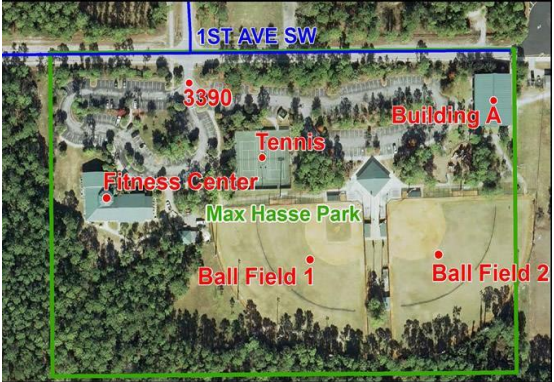 1ST AVE SW
3390
Building A
Tennis
Fitness Center
Max Hasse Park
Ball Field 1
Ball Field 2